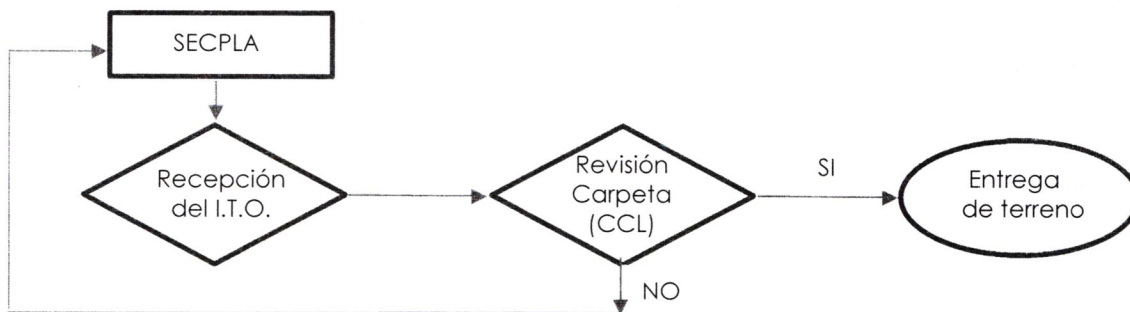 SECPLA
Recepción
del I.T.O.
Revisión
Carpeta
(CCL)
SI
Entrega
de terreno
NO